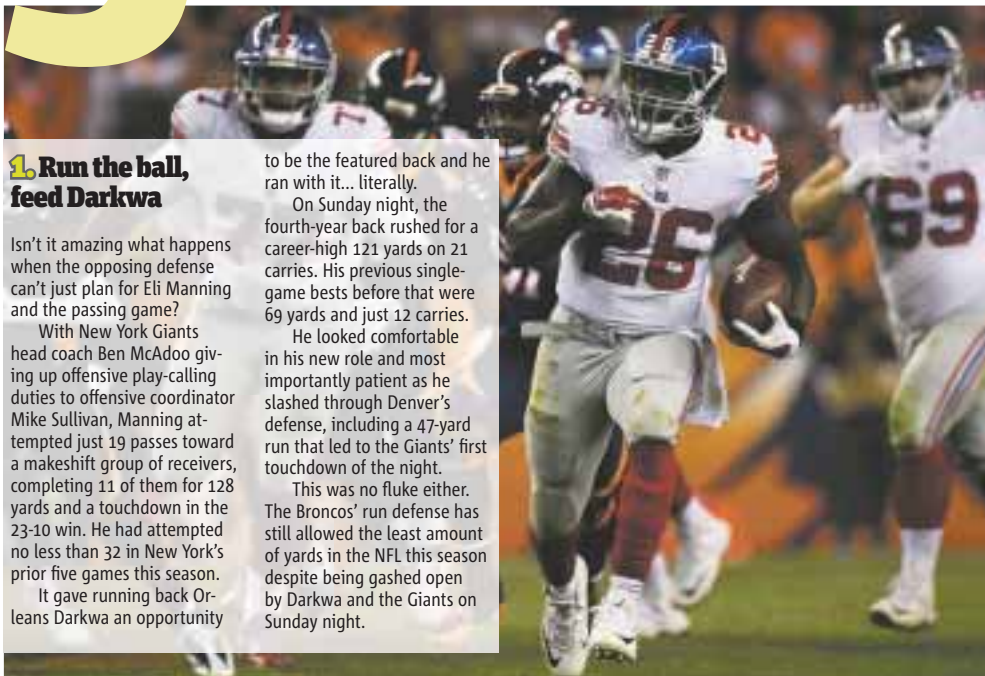 1. Run the ball,
feed Darkwa
Isn't it amazing what happens
when the opposing defense
can't just plan for Eli Manning
and the passing game?
With New York Giants
head coach Ben McAdoo giv-
ing up offensive play-calling
duties to offensive coordinator
Mike Sullivan, Manning at-
tempted just 19 passes toward
a makeshift group of receivers,
completing 11 of them for 128
yards and a touchdown in the
23-10 win. He had attempted
no less than 32 in New York's
prior five games this season.
It gave running back Or-
leans Darkwa an opportunity
to be the featured back and he
ran with it... literally.
On Sunday night, the
fourth-year back rushed for a
career-high 121 yards on 21
carries. His previous single-
game bests before that were
69 yards and just 12 carries.
He looked comfortable
in his new role and most
importantly patient as he
slashed through Denver's
defense, including a 47-yard
run that led to the Giants' first
touchdown of the night.
This was no fluke either.
The Broncos' run defense has
still allowed the least amount
of yards in the NFL this season
despite being gashed open
by Darkwa and the Giants on
Sunday night.
26
26
69